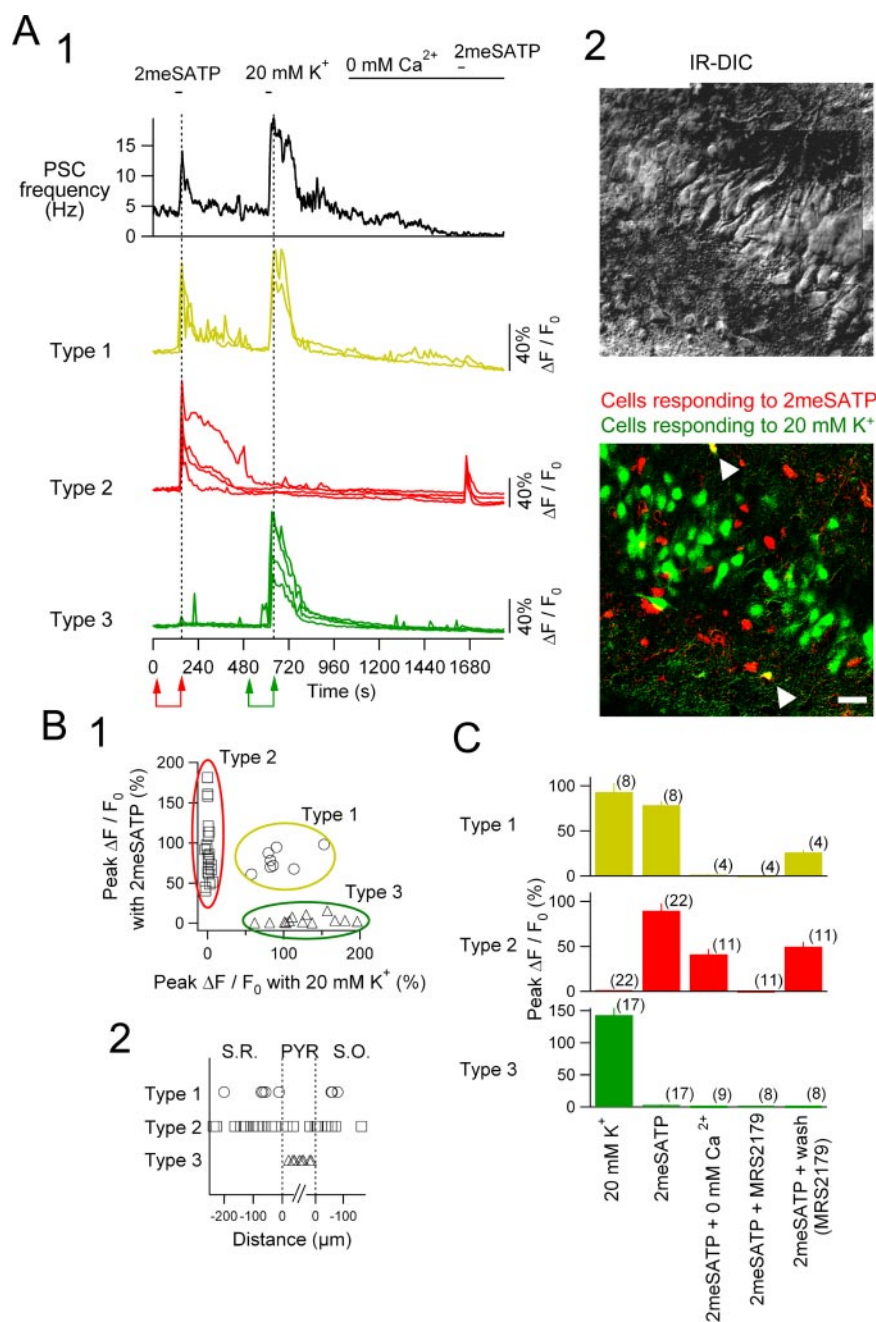 A
1
2meSATP
20 mM K+
0 mM Ca2+
2meSATP
PSC
frequency
(Hz)
15
10
5
0
Type 1
40%
ΔF / F0
Type 2
40%
ΔF / F0
Type 3
40%
ΔF / F0
0 240 480 720 960 1200 1440 1680
Time (s)
2
IR-DIC
Cells responding to 2meSATP
Cells responding to 20 mM K+
B
1
Peak ΔF / F0
with 2meSATP (%)
200
150
100
50
0
Type 2
Type 1
Type 3
0 100 200
Peak ΔF / F0 with 20 mM K+ (%)
2
S.R. PYR S.O.
Type 1
Type 2
Type 3
-200 -100 0 0 -100
Distance (µm)
C
Peak ΔF / F0 (%)
Type 1
100
50
0
(8) (8) (4) (4) (4)
Type 2
100
50
0
(22) (22) (11) (11) (11)
Type 3
150
100
50
0
(17) (17) (9) (8) (8)
20 mM K+
2meSATP
2meSATP + 0 mM Ca2+
2meSATP + MRS2179
2meSATP + wash
(MRS2179)